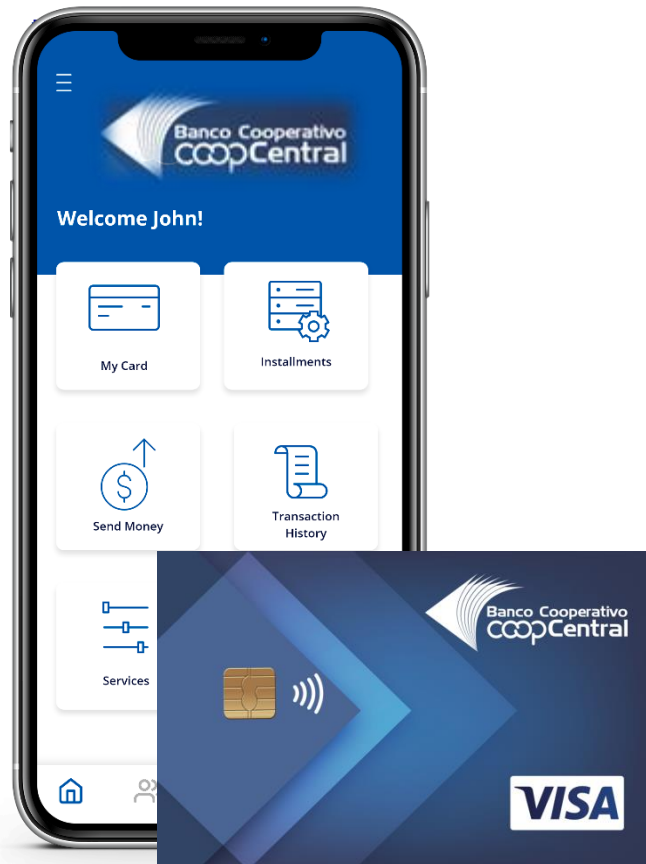 Banco Cooperativo
coopCentral
Welcome John!
My Card
Installments
Send Money
Transaction
History
Services
Banco Cooperativo
coopCentral
VISA